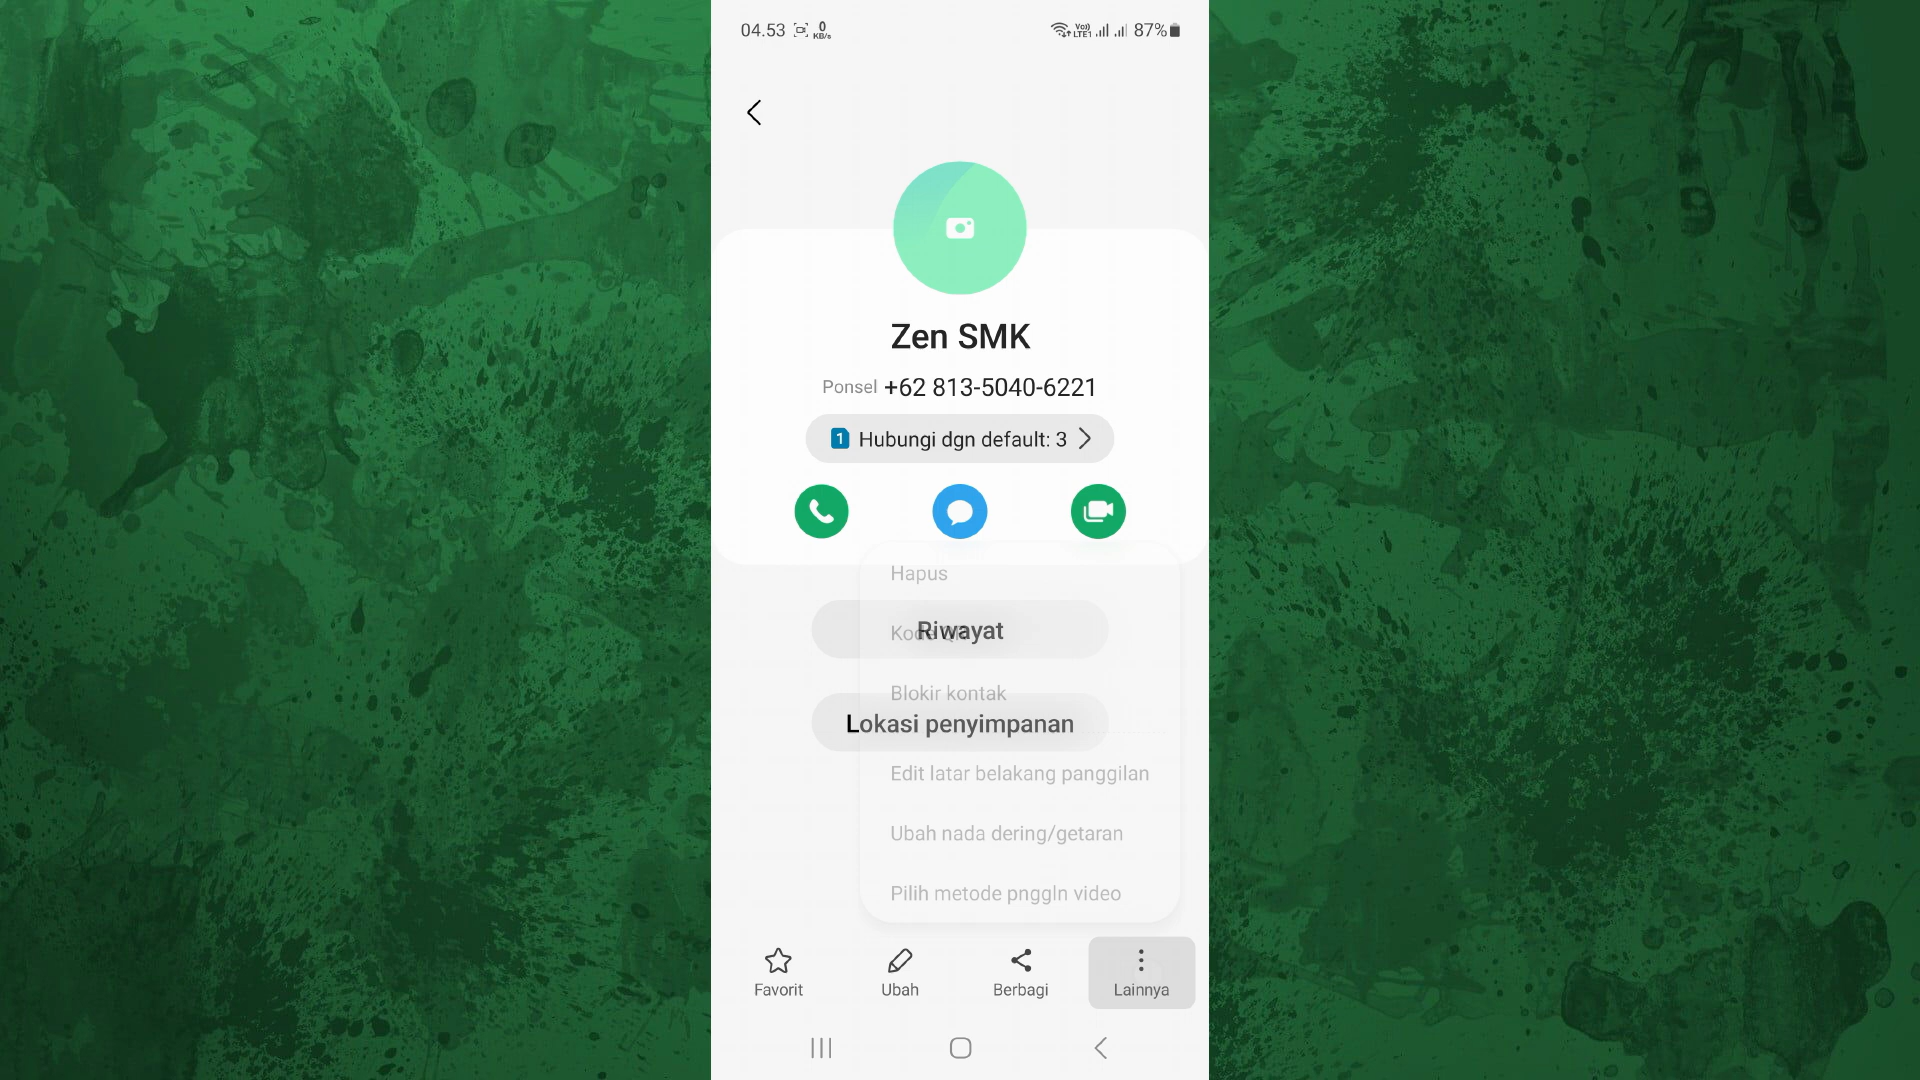 04.53 0 KB/s Vo)) LTE1 87%
Zen SMK
Ponsel +62 813-5040-6221
1 Hubungi dgn default: 3
Hapus
Riwayat
Blokir kontak
Lokasi penyimpanan
Edit latar belakang panggilan
Ubah nada dering/getaran
Pilih metode pnggln video
Favorit Ubah Berbagi Lainnya